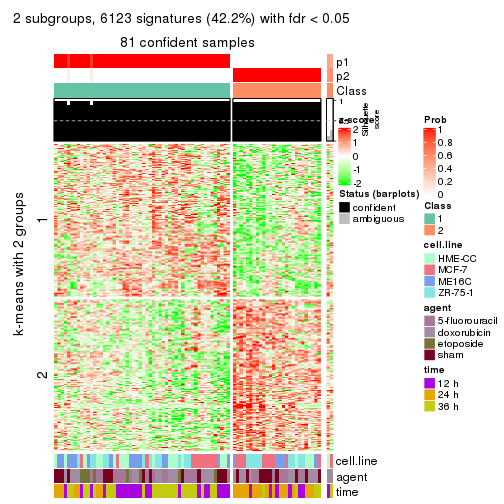 2 subgroups, 6123 signatures (42.2%) with fdr < 0.05
81 confident samples
p1
p2
Class
1
Silhouette
score
z-score
2
1
0
-1
-2
Status (barplots)
confident
ambiguous
k-means with 2 groups
1
2
cell.line
agent
time
Prob
1
0.8
0.6
0.4
0.2
0
Class
1
2
cell.line
HME-CC
MCF-7
ME16C
ZR-75-1
agent
5-fluorouracil
doxorubicin
etoposide
sham
time
12 h
24 h
36 h